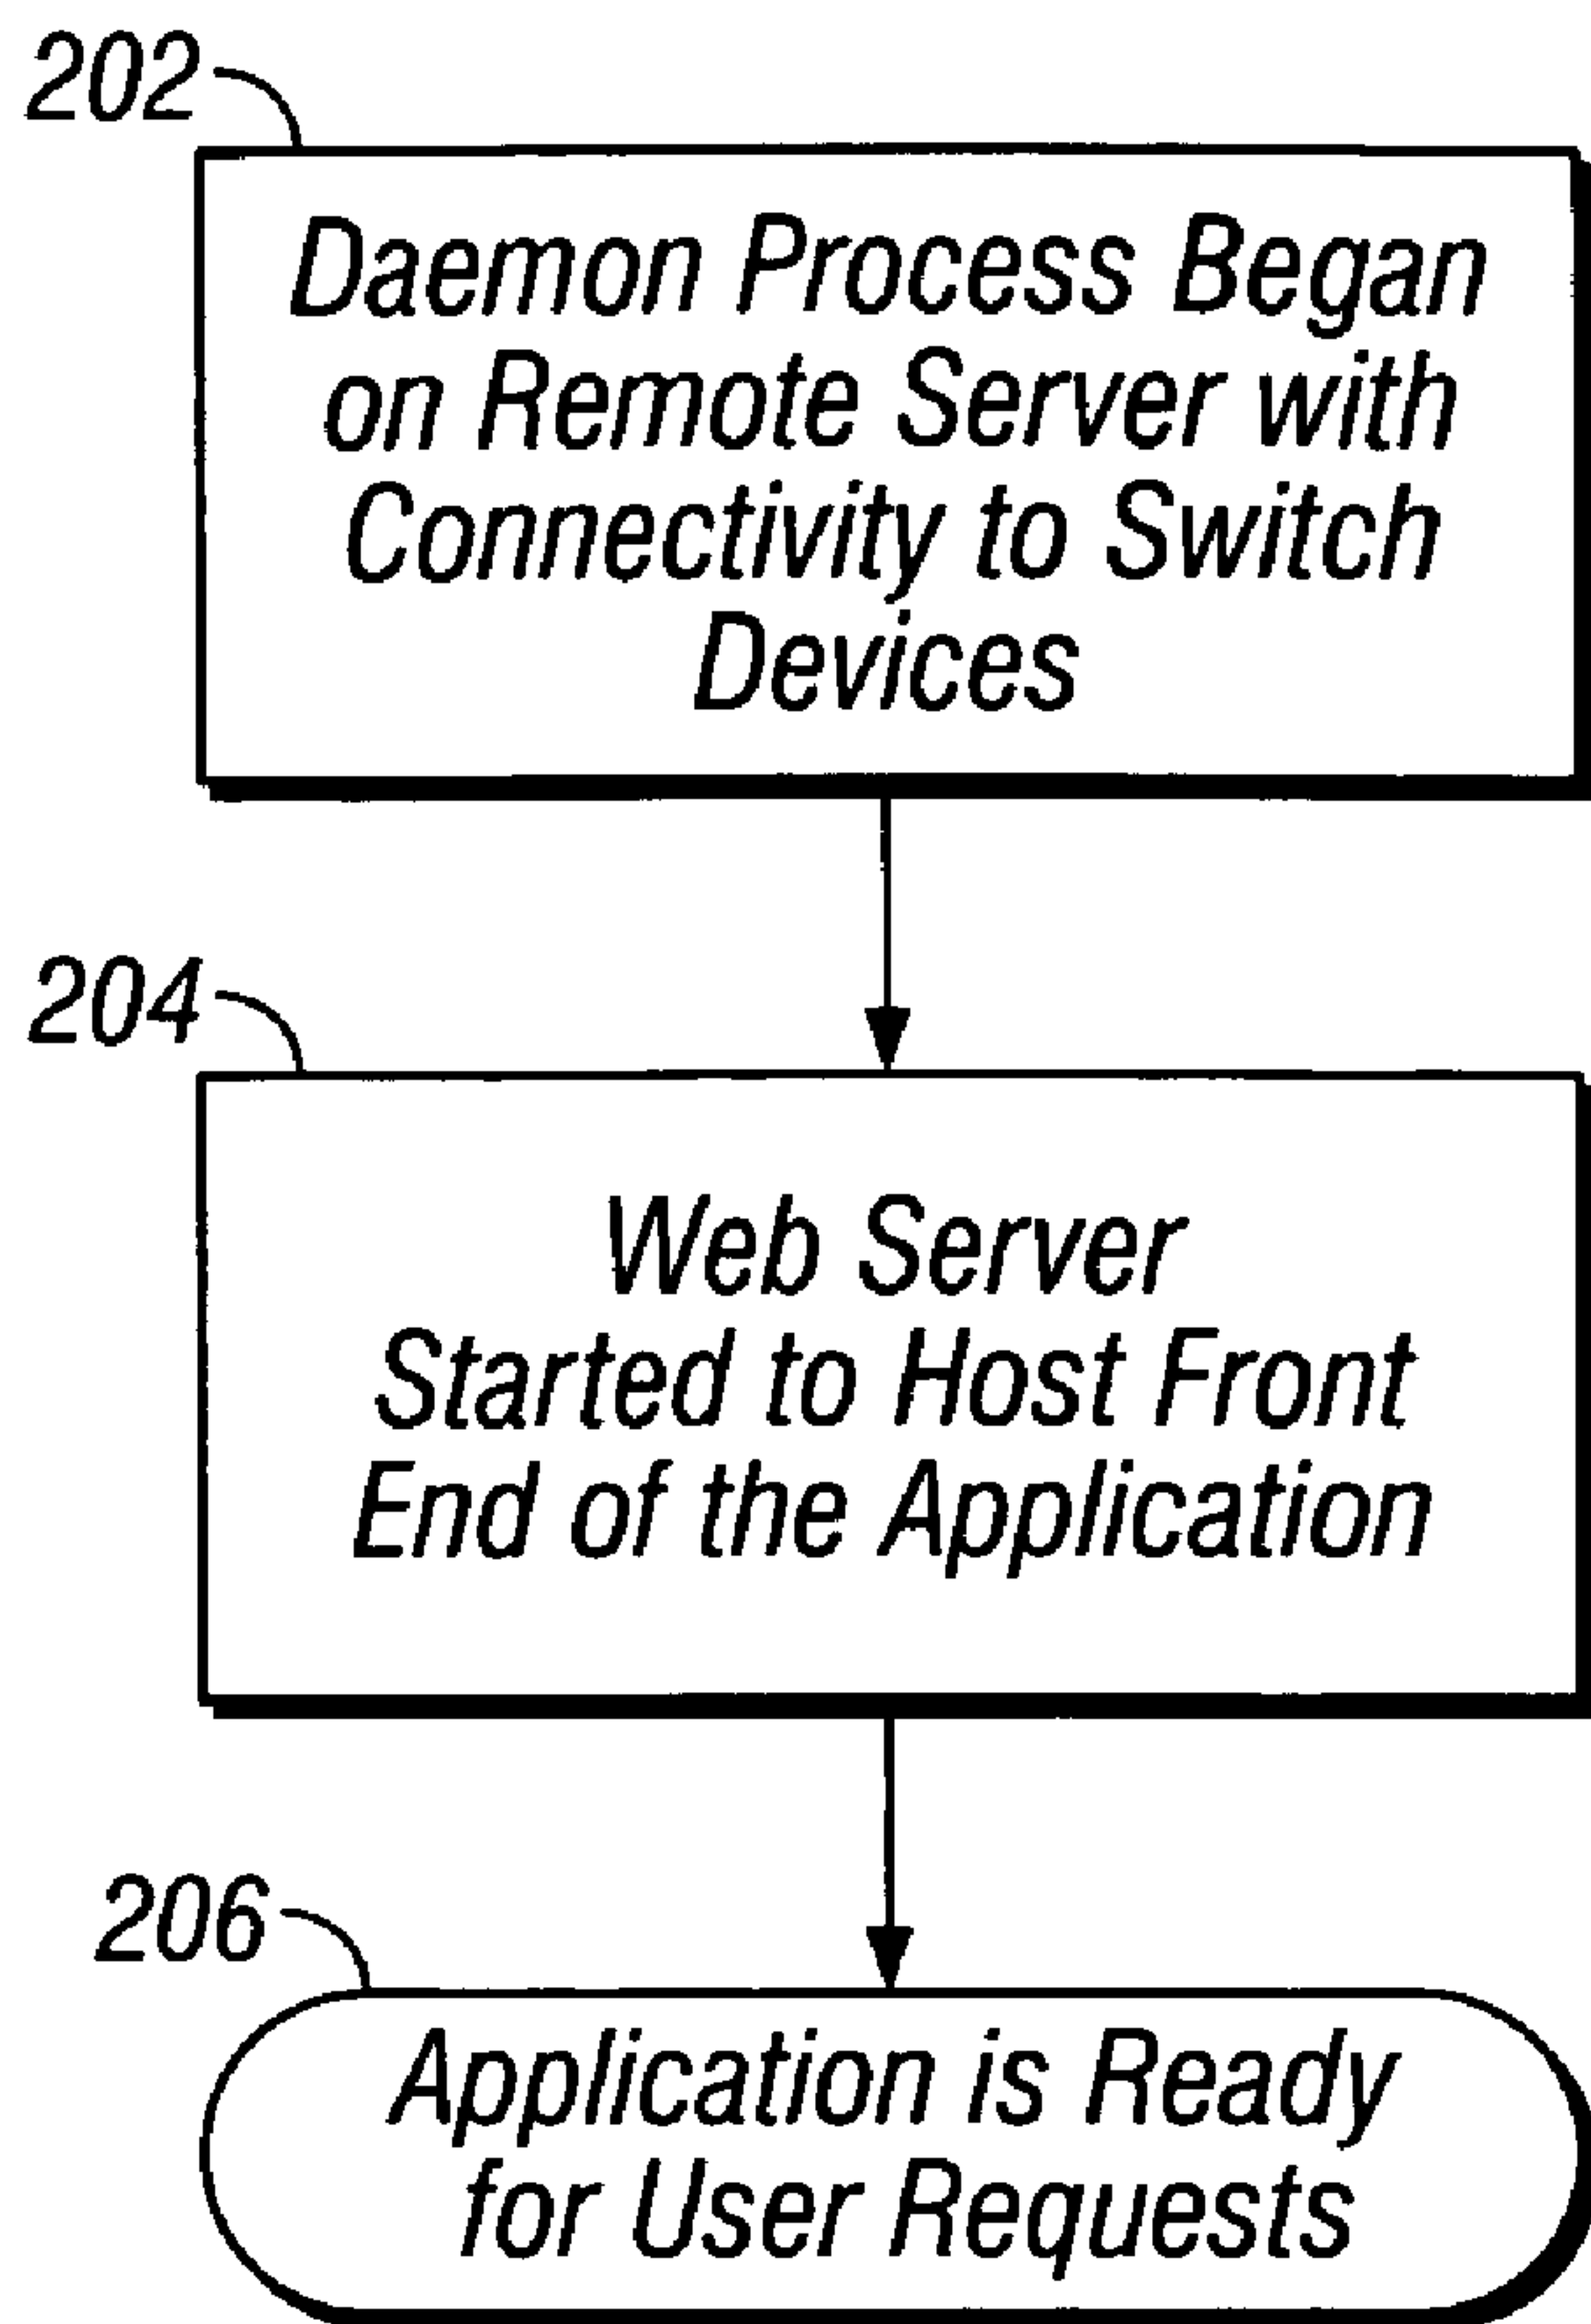 202
Daemon Process Began
on Remote Server with
Connectivity to Switch
Devices
204
Web Server
Started to Host Front
End of the Application
206
Application is Ready
for User Requests